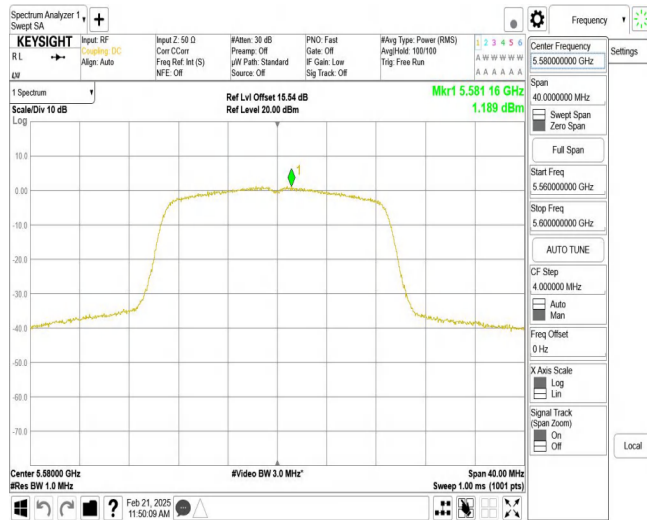 Spectrum Analyzer 1
Swept SA
Frequency
KEYSIGHT
R L
Input: RF
Coupling: DC
Align: Auto
Input Z: 50 Ω
Corr CCorr
Freq Ref: Int (S)
NFE: Off
#Atten: 30 dB
Preamp: Off
µW Path: Standard
Source: Off
PNO: Fast
Gate: Off
IF Gain: Low
Sig Track: Off
#Avg Type: Power (RMS)
Avg|Hold: 100/100
Trig: Free Run
1 2 3 4 5 6
A W W W W W
A A A A A A
1 Spectrum
Scale/Div 10 dB
Log
Ref Lvl Offset 15.54 dB
Ref Level 20.00 dBm
Mkr1 5.581 16 GHz
1.189 dBm
10.0
0.00
-10.0
-20.0
-30.0
-40.0
-50.0
-60.0
-70.0
1
Center 5.58000 GHz
#Res BW 1.0 MHz
#Video BW 3.0 MHz*
Span 40.00 MHz
Sweep 1.00 ms (1001 pts)
Feb 21, 2025
11:50:09 AM
Center Frequency
5.580000000 GHz
Settings
Span
40.0000000 MHz
Swept Span
Zero Span
Full Span
Start Freq
5.560000000 GHz
Stop Freq
5.600000000 GHz
AUTO TUNE
CF Step
4.000000 MHz
Auto
Man
Freq Offset
0 Hz
X Axis Scale
Log
Lin
Signal Track
(Span Zoom)
On
Off
Local